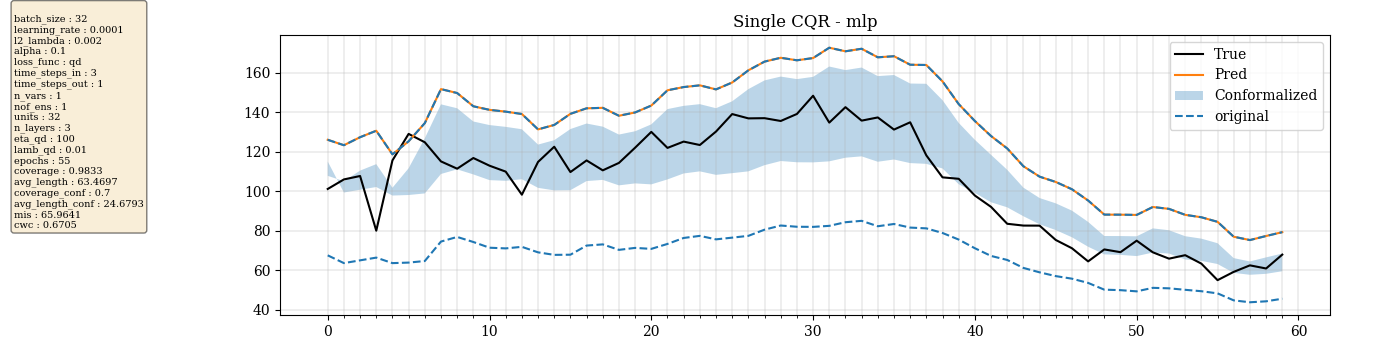 batch_size : 32
learning_rate : 0.0001
l2_lambda : 0.002
alpha : 0.1
loss_func : qd
time_steps_in : 3
time_steps_out : 1
n_vars : 1
nof ens : 1
units : 32
n_layers : 3
eta_qd : 100
lamb_qd : 0.01
epochs : 55
coverage : 0.9833
avg_length : 63.4697
coverage_conf : 0.7
avg_length_conf : 24.6793
mis : 65.9641
cwc : 0.6705
Single CQR - mlp
160
140
120
100
80
60
40
0 10 20 30 40 50 60
True
Pred
Conformalized
original